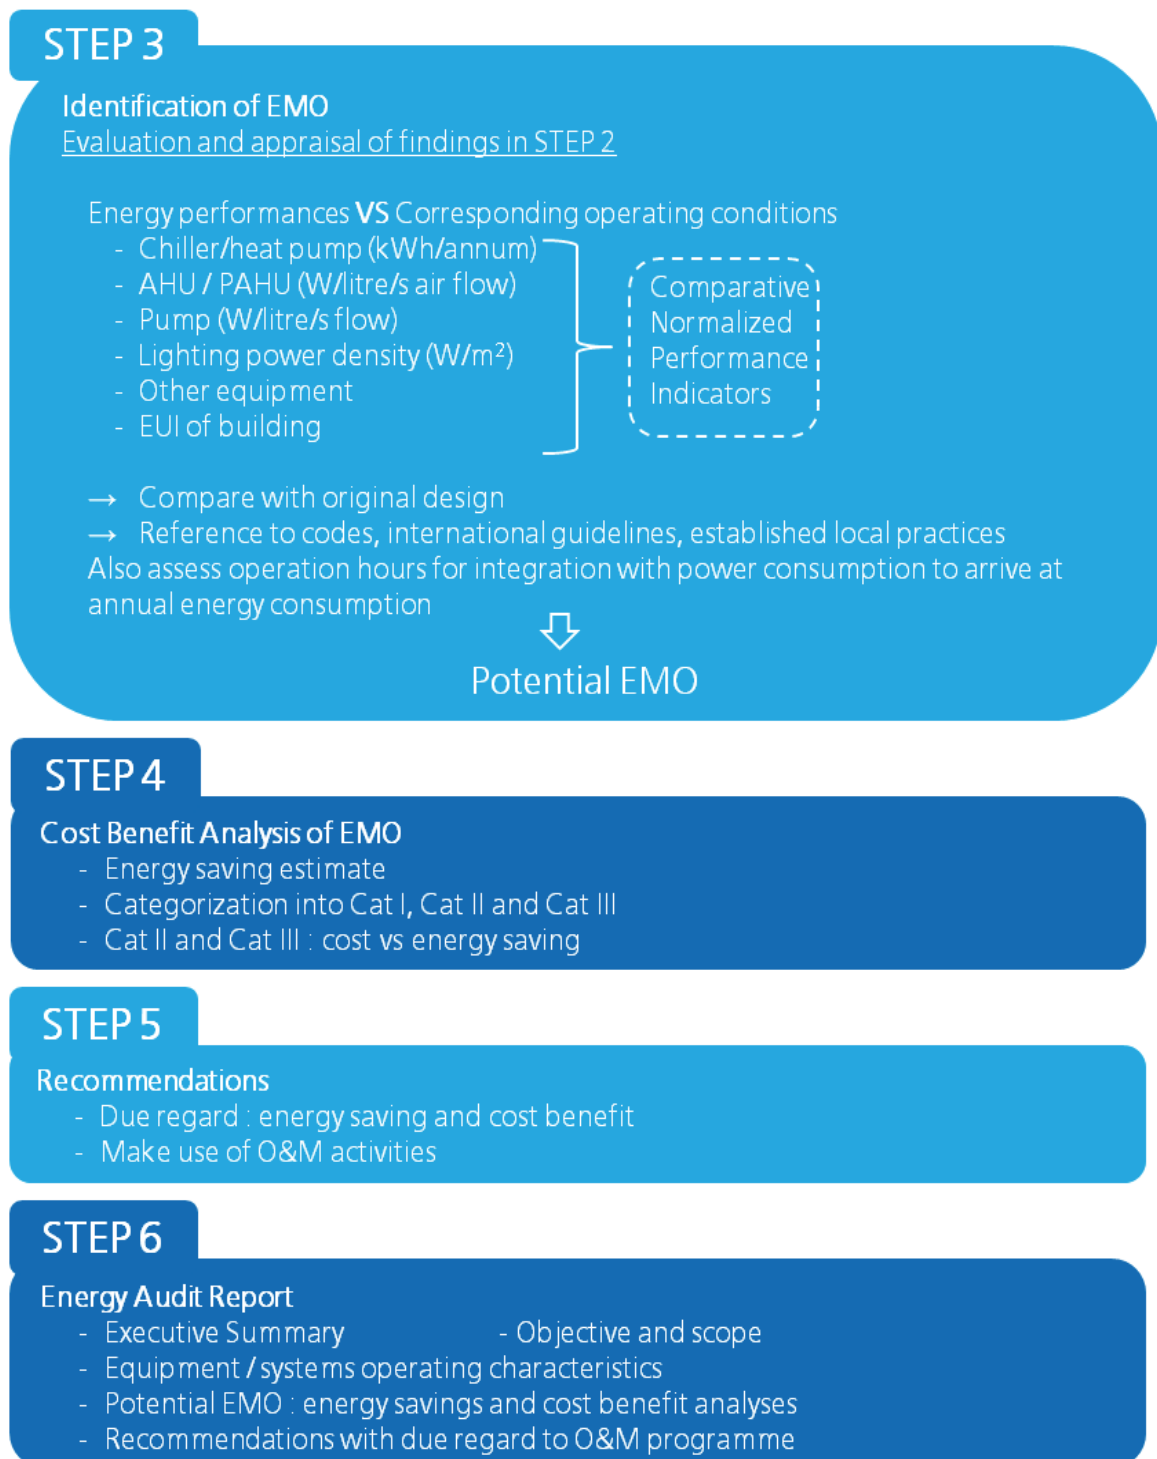 STEP 3
Identification of EMO
Evaluation and appraisal of findings in STEP 2
Energy performances VS Corresponding operating conditions
- Chiller/heat pump (kWh/annum)
- AHU / PAHU (W/litre/s air flow)
- Pump (W/litre/s flow)
- Lighting power density (W/m²)
- Other equipment
- EUI of building
Comparative
Normalized
Performance
Indicators
→ Compare with original design
→ Reference to codes, international guidelines, established local practices
Also assess operation hours for integration with power consumption to arrive at
annual energy consumption
Potential EMO
STEP 4
Cost Benefit Analysis of EMO
- Energy saving estimate
- Categorization into Cat I, Cat II and Cat III
- Cat II and Cat III : cost vs energy saving
STEP 5
Recommendations
- Due regard : energy saving and cost benefit
- Make use of O&M activities
STEP 6
Energy Audit Report
- Executive Summary - Objective and scope
- Equipment / systems operating characteristics
- Potential EMO : energy savings and cost benefit analyses
- Recommendations with due regard to O&M programme